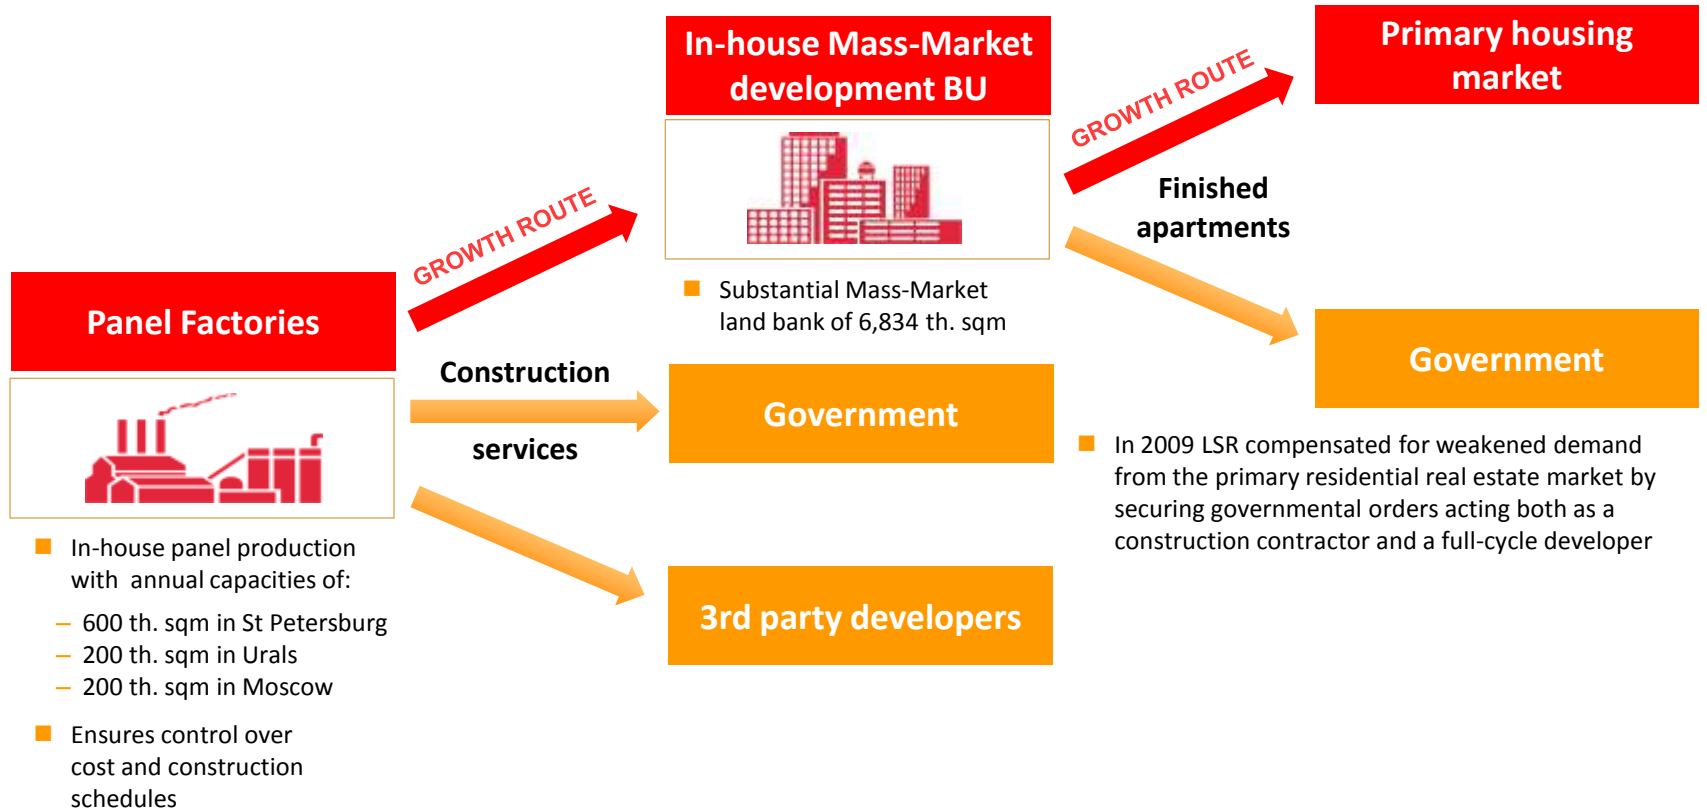 In-house Mass-Market
development BU
Primary housing
market
GROWTH ROUTE
GROWTH ROUTE
Finished
apartments
Substantial Mass-Market
land bank of 6,834 th. sqm
Panel Factories
Construction
services
Government
Government
3rd party developers
In 2009 LSR compensated for weakened demand
from the primary residential real estate market by
securing governmental orders acting both as a
construction contractor and a full-cycle developer
In-house panel production
with annual capacities of:
– 600 th. sqm in St Petersburg
– 200 th. sqm in Urals
– 200 th. sqm in Moscow
Ensures control over
cost and construction
schedules